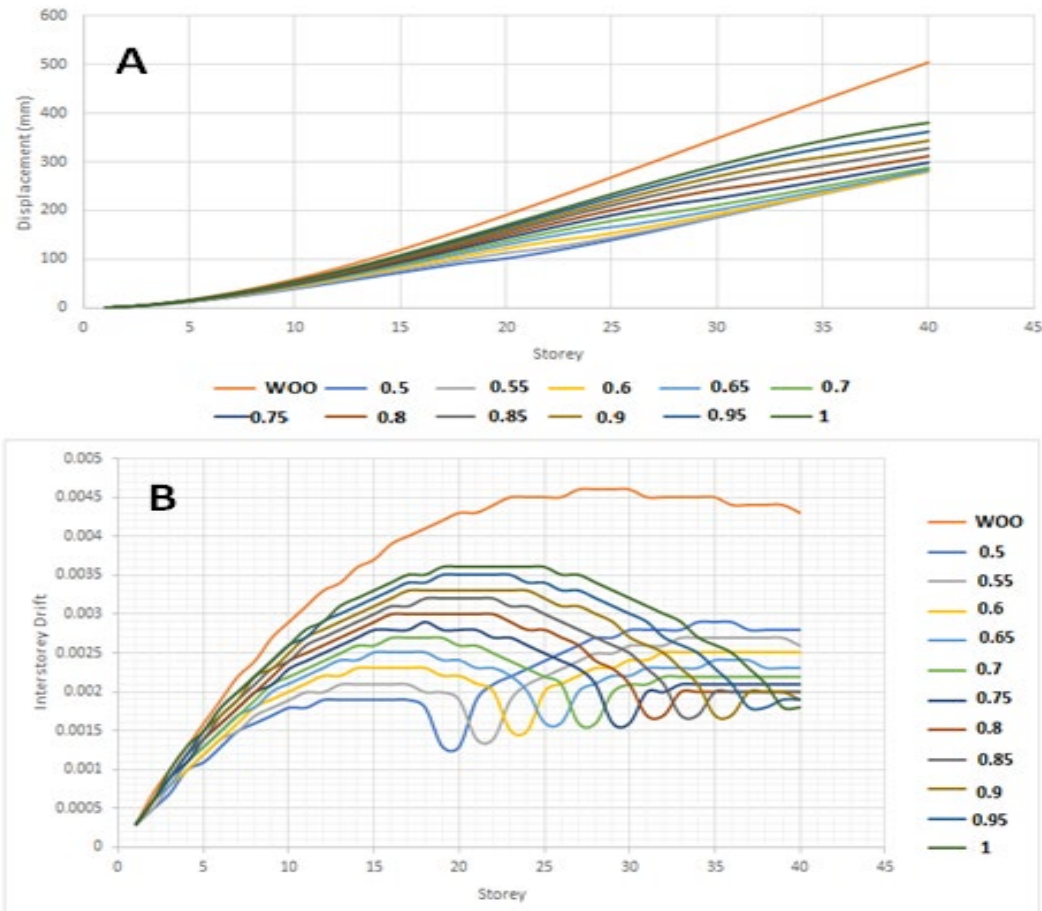 600
500
400
300
200
100
0
Displacement (mm)
A
0 5 10 15 20 25 30 35 40 45
Storey
WOO 0.5 0.55 0.6 0.65 0.7
0.75 0.8 0.85 0.9 0.95 1
0.005
0.0045
0.004
0.0035
0.003
0.0025
0.002
0.0015
0.001
0.0005
0
Interstorey Drift
B
0 5 10 15 20 25 30 35 40 45
Storey
WOO
0.5
0.55
0.6
0.65
0.7
0.75
0.8
0.85
0.9
0.95
1